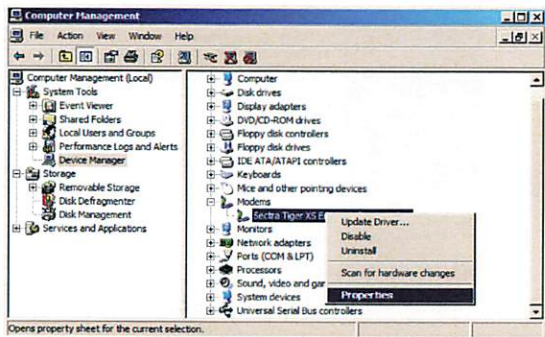 Computer Management
File Action View Window Help
Computer Management (Local)
System Tools
Event Viewer
Shared Folders
Local Users and Groups
Performance Logs and Alerts
Device Manager
Storage
Removable Storage
Disk Defragmenter
Disk Management
Services and Applications
Computer
Disk drives
Display adapters
DVD/CD-ROM drives
Floppy disk controllers
Floppy disk drives
IDE ATA/ATAPI controllers
Keyboards
Mice and other pointing devices
Modems
Sectra Tiger XS
Monitors
Network adapters
Ports (COM & LPT)
Processors
Sound, video and gar
System devices
Universal Serial Bus controllers
Update Driver...
Disable
Uninstall
Scan for hardware changes
Properties
Opens property sheet for the current selection.